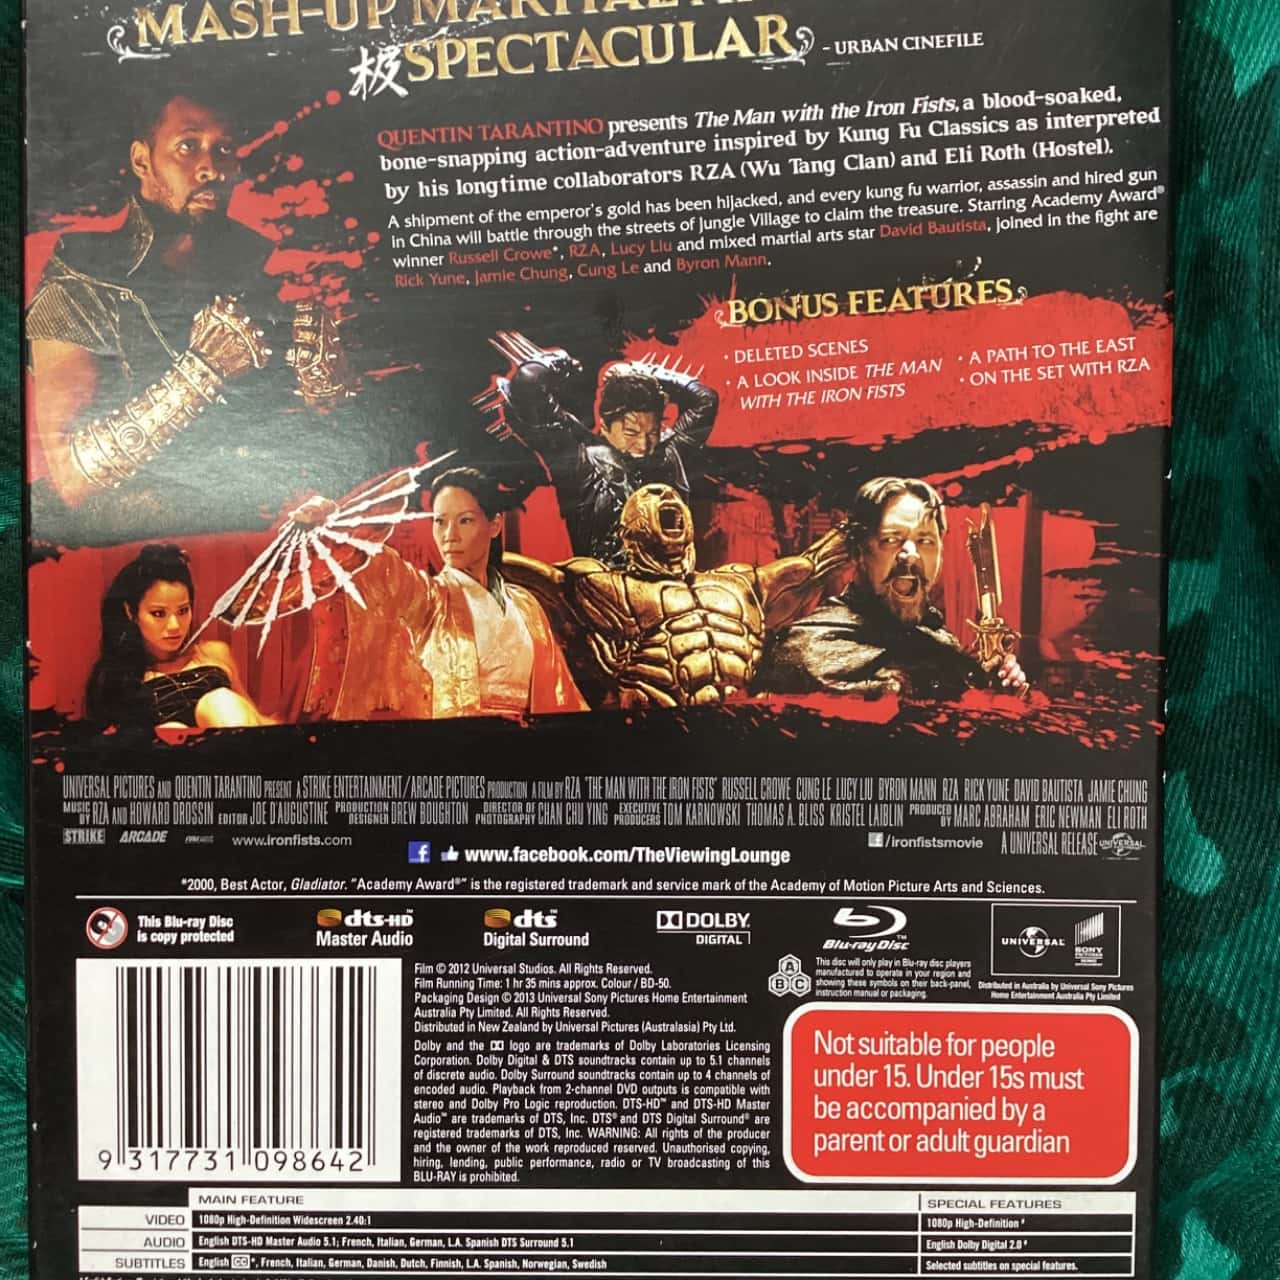 MASH-UP MARTIAL
極 SPECTACULAR - URBAN CINEFILE
QUENTIN TARANTINO presents The Man with the Iron Fists, a blood-soaked,
bone-snapping action-adventure inspired by Kung Fu Classics as interpreted
by his longtime collaborators RZA (Wu Tang Clan) and Eli Roth (Hostel).
A shipment of the emperor's gold has been hijacked, and every kung fu warrior, assassin and hired gun
in China will battle through the streets of Jungle Village to claim the treasure. Starring Academy Award®
winner Russell Crowe*, RZA, Lucy Liu and mixed martial arts star David Bautista, joined in the fight are
Rick Yune, Jamie Chung, Cung Le and Byron Mann.
BONUS FEATURES
· DELETED SCENES
· A LOOK INSIDE THE MAN
WITH THE IRON FISTS
· A PATH TO THE EAST
· ON THE SET WITH RZA
UNIVERSAL PICTURES AND QUENTIN TARANTINO PRESENT A STRIKE ENTERTAINMENT/ARCADE PICTURES PRODUCTION A FILM BY RZA "THE MAN WITH THE IRON FISTS" RUSSELL CROWE CUNG LE LUCY LIU BYRON MANN RZA RICK YUNE DAVID BAUTISTA JAMIE CHUNG
MUSIC BY RZA AND HOWARD DROSSIN EDITOR JOE D'AUGUSTINE PRODUCTION DESIGNER DREW BOUGHTON DIRECTOR OF PHOTOGRAPHY CHAN CHI YING EXECUTIVE PRODUCERS TOM KARNOWSKI THOMAS A. BLISS KRISTEL LAIBLIN PRODUCED BY MARC ABRAHAM ERIC NEWMAN ELI ROTH
STRIKE ARCADE www.ironfists.com f/ironfistsmovie A UNIVERSAL RELEASE UNIVERSAL
f www.facebook.com/TheViewingLounge
*2000, Best Actor, Gladiator. "Academy Award®" is the registered trademark and service mark of the Academy of Motion Picture Arts and Sciences.
This Blu-ray Disc
is copy protected
dts-HD
Master Audio
dts
Digital Surround
DOLBY
DIGITAL
Blu-ray Disc™
UNIVERSAL
SONY
A
B C
This disc will only play in Blu-ray disc players
manufactured to operate in your region and
showing these symbols on their back-panel,
instruction manual or packaging.
Distributed in Australia by Universal Sony Pictures
Home Entertainment Australia Pty Limited
Film © 2012 Universal Studios. All Rights Reserved.
Film Running Time: 1 hr 35 mins approx. Colour / BD-50.
Packaging Design © 2013 Universal Sony Pictures Home Entertainment
Australia Pty Limited. All Rights Reserved.
Distributed in New Zealand by Universal Pictures (Australasia) Pty Ltd.
Dolby and the DD logo are trademarks of Dolby Laboratories Licensing
Corporation. Dolby Digital & DTS soundtracks contain up to 5.1 channels
of discrete audio. Dolby Surround soundtracks contain up to 4 channels of
encoded audio. Playback from 2-channel DVD outputs is compatible with
stereo and Dolby Pro Logic reproduction. DTS-HD™ and DTS-HD Master
Audio™ are trademarks of DTS, Inc. DTS® and DTS Digital Surround® are
registered trademarks of DTS, Inc. WARNING: All rights of the producer
and the owner of the work reproduced reserved. Unauthorised copying,
hiring, lending, public performance, radio or TV broadcasting of this
BLU-RAY is prohibited.
9 317731 098642
Not suitable for people
under 15. Under 15s must
be accompanied by a
parent or adult guardian
MAIN FEATURE SPECIAL FEATURES
VIDEO 1080p High-Definition Widescreen 2.40:1 1080p High-Definition*
AUDIO English DTS-HD Master Audio 5.1; French, Italian, German, L.A. Spanish DTS Surround 5.1 English Dolby Digital 2.0*
SUBTITLES English CC*, French, Italian, German, Danish, Dutch, Finnish, L.A. Spanish, Norwegian, Swedish Selected subtitles on special features.